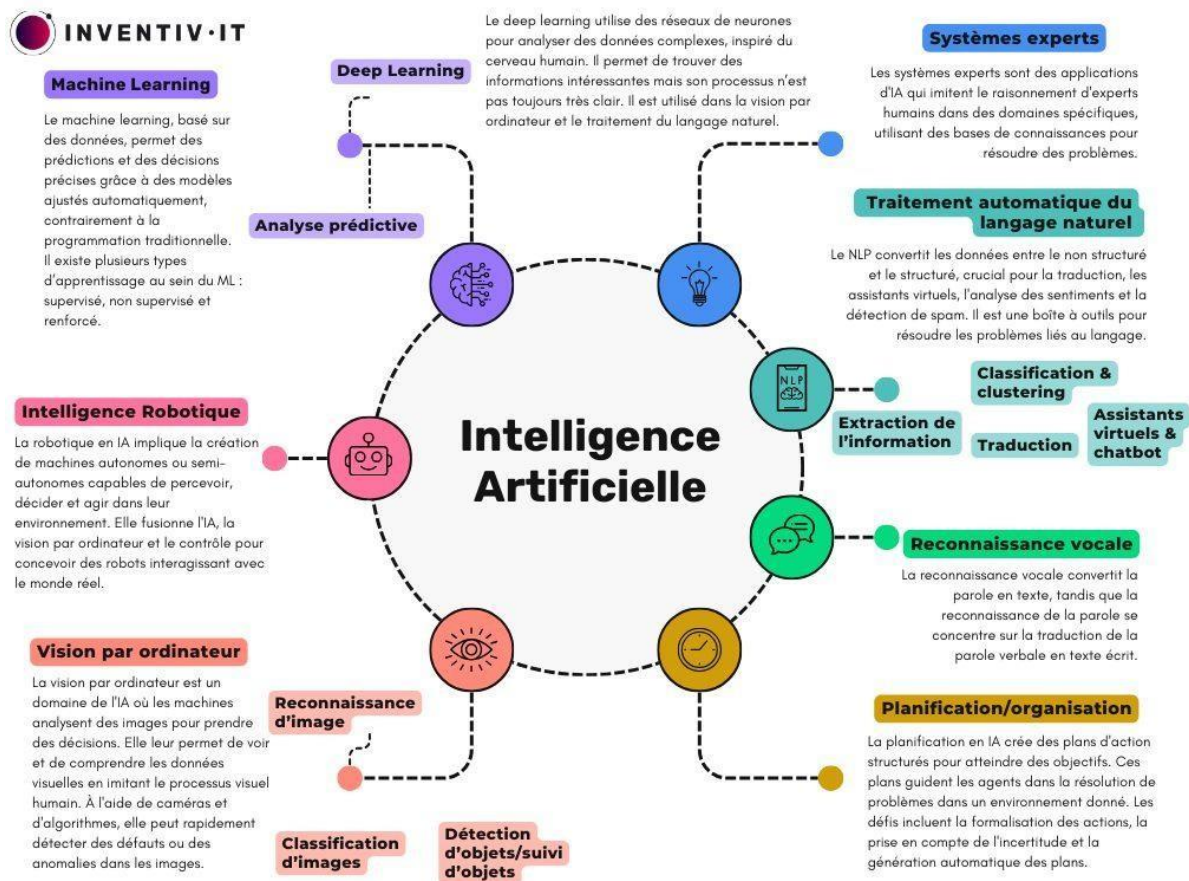 INVENTIV·IT
Machine Learning
Le machine learning, basé sur
des données, permet des
prédictions et des décisions
précises grâce à des modèles
ajustés automatiquement,
contrairement à la
programmation traditionnelle.
Il existe plusieurs types
d'apprentissage au sein du ML :
supervisé, non supervisé et
renforcé.
Deep Learning
Analyse prédictive
Le deep learning utilise des réseaux de neurones
pour analyser des données complexes, inspiré du
cerveau humain. Il permet de trouver des
informations intéressantes mais son processus n'est
pas toujours très clair. Il est utilisé dans la vision par
ordinateur et le traitement du langage naturel.
Systèmes experts
Les systèmes experts sont des applications
d'IA qui imitent le raisonnement d'experts
humains dans des domaines spécifiques,
utilisant des bases de connaissances pour
résoudre des problèmes.
Traitement automatique du
langage naturel
Le NLP convertit les données entre le non structuré
et le structuré, crucial pour la traduction, les
assistants virtuels, l'analyse des sentiments et la
détection de spam. Il est une boîte à outils pour
résoudre les problèmes liés au langage.
NLP
Classification &
clustering
Extraction de
l'information
Traduction
Assistants
virtuels &
chatbot
Intelligence
Artificielle
Intelligence Robotique
La robotique en IA implique la création
de machines autonomes ou semi-
autonomes capables de percevoir,
décider et agir dans leur
environnement. Elle fusionne l'IA, la
vision par ordinateur et le contrôle pour
concevoir des robots interagissant avec
le monde réel.
Reconnaissance vocale
La reconnaissance vocale convertit la
parole en texte, tandis que la
reconnaissance de la parole se
concentre sur la traduction de la
parole verbale en texte écrit.
Vision par ordinateur
La vision par ordinateur est un
domaine de l'IA où les machines
analysent des images pour prendre
des décisions. Elle leur permet de voir
et de comprendre les données
visuelles en imitant le processus visuel
humain. À l'aide de caméras et
d'algorithmes, elle peut rapidement
détecter des défauts ou des
anomalies dans les images.
Reconnaissance
d'image
Classification
d'images
Détection
d'objets/suivi
d'objets
Planification/organisation
La planification en IA crée des plans d'action
structurés pour atteindre des objectifs. Ces
plans guident les agents dans la résolution de
problèmes dans un environnement donné. Les
défis incluent la formalisation des actions, la
prise en compte de l'incertitude et la
génération automatique des plans.